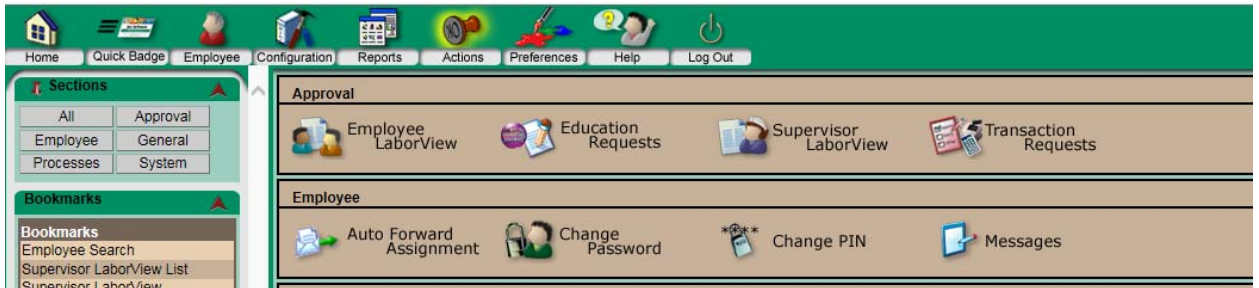 Home Quick Badge Employee Configuration Reports Actions Preferences Help Log Out
Sections
All Approval
Employee General
Processes System
Bookmarks
Bookmarks
Employee Search
Supervisor LaborView List
Supervisor LaborView
Approval
Employee
LaborView
Education
Requests
Supervisor
LaborView
Transaction
Requests
Employee
Auto Forward
Assignment
Change
Password
****
Change PIN
Messages